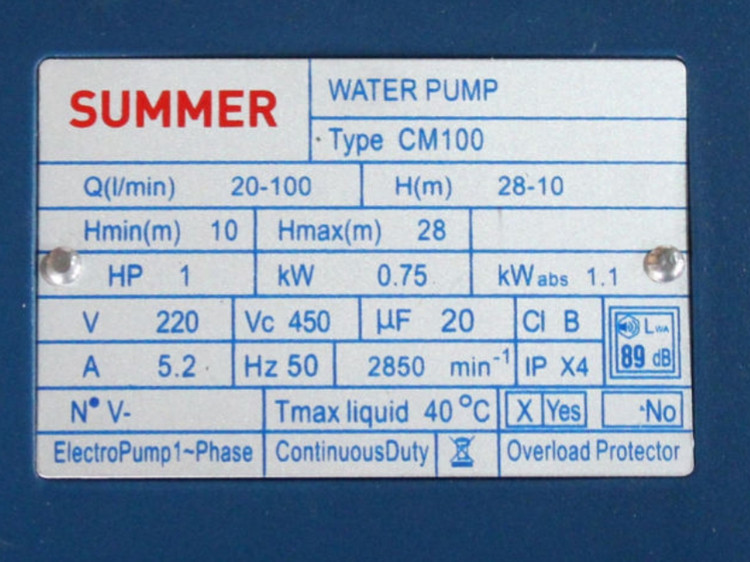 SUMMER
WATER PUMP
Type CM100
Q(l/min) 20-100 H(m) 28-10
Hmin(m) 10 Hmax(m) 28
HP 1 kW 0.75 kW abs 1.1
V 220 Vc 450 µF 20 Cl B LWA
A 5.2 Hz 50 2850 min-1 IP X4 89 dB
N° V- Tmax liquid 40 °C X Yes No
ElectroPump1~Phase ContinuousDuty Overload Protector